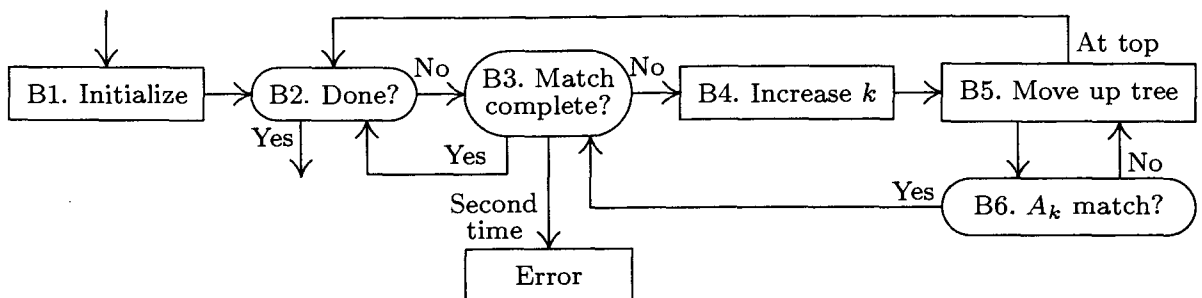 At top
B1. Initialize
B2. Done?
No
B3. Match
complete?
No
B4. Increase k
B5. Move up tree
Yes
Yes
No
Yes
B6. Aₖ match?
Second
time
Error